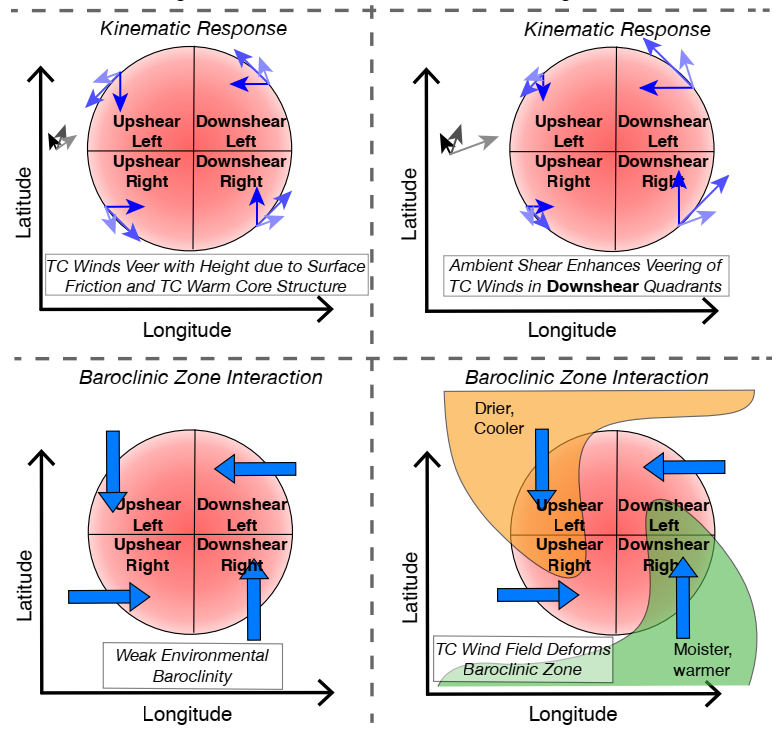 Kinematic Response
Upshear Left
Downshear Left
Upshear Right
Downshear Right
TC Winds Veer with Height due to Surface
Friction and TC Warm Core Structure
Latitude
Longitude
Kinematic Response
Upshear Left
Downshear Left
Upshear Right
Downshear Right
Ambient Shear Enhances Veering of
TC Winds in Downshear Quadrants
Latitude
Longitude
Baroclinic Zone Interaction
Upshear Left
Downshear Left
Upshear Right
Downshear Right
Weak Environmental
Baroclinity
Latitude
Longitude
Baroclinic Zone Interaction
Drier,
Cooler
Upshear Left
Downshear Left
Upshear Right
Downshear Right
TC Wind Field Deforms
Baroclinic Zone
Moister,
warmer
Latitude
Longitude